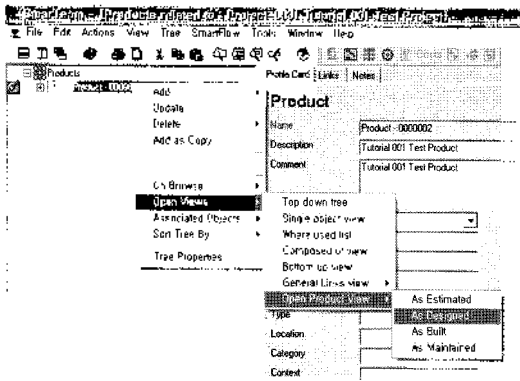 File Edit Actions View Tree SmartFlow Tools Window Help
Products
Product-0002
Profile Card Links Notes
Product
Name Product-0000002
Description Tutorial 001 Test Product
Comment Tutorial 001 Test Product
Add
Update
Delete
Add as Copy
Browse
Open Views
Associated Objects
Sort Tree By
Tree Properties
Top down tree
Single object view
Where used list
Composed of view
Bottom up view
General Links view
Open Product View
As Estimated
As Designed
As Built
As Maintained
Type
Location
Category
Context